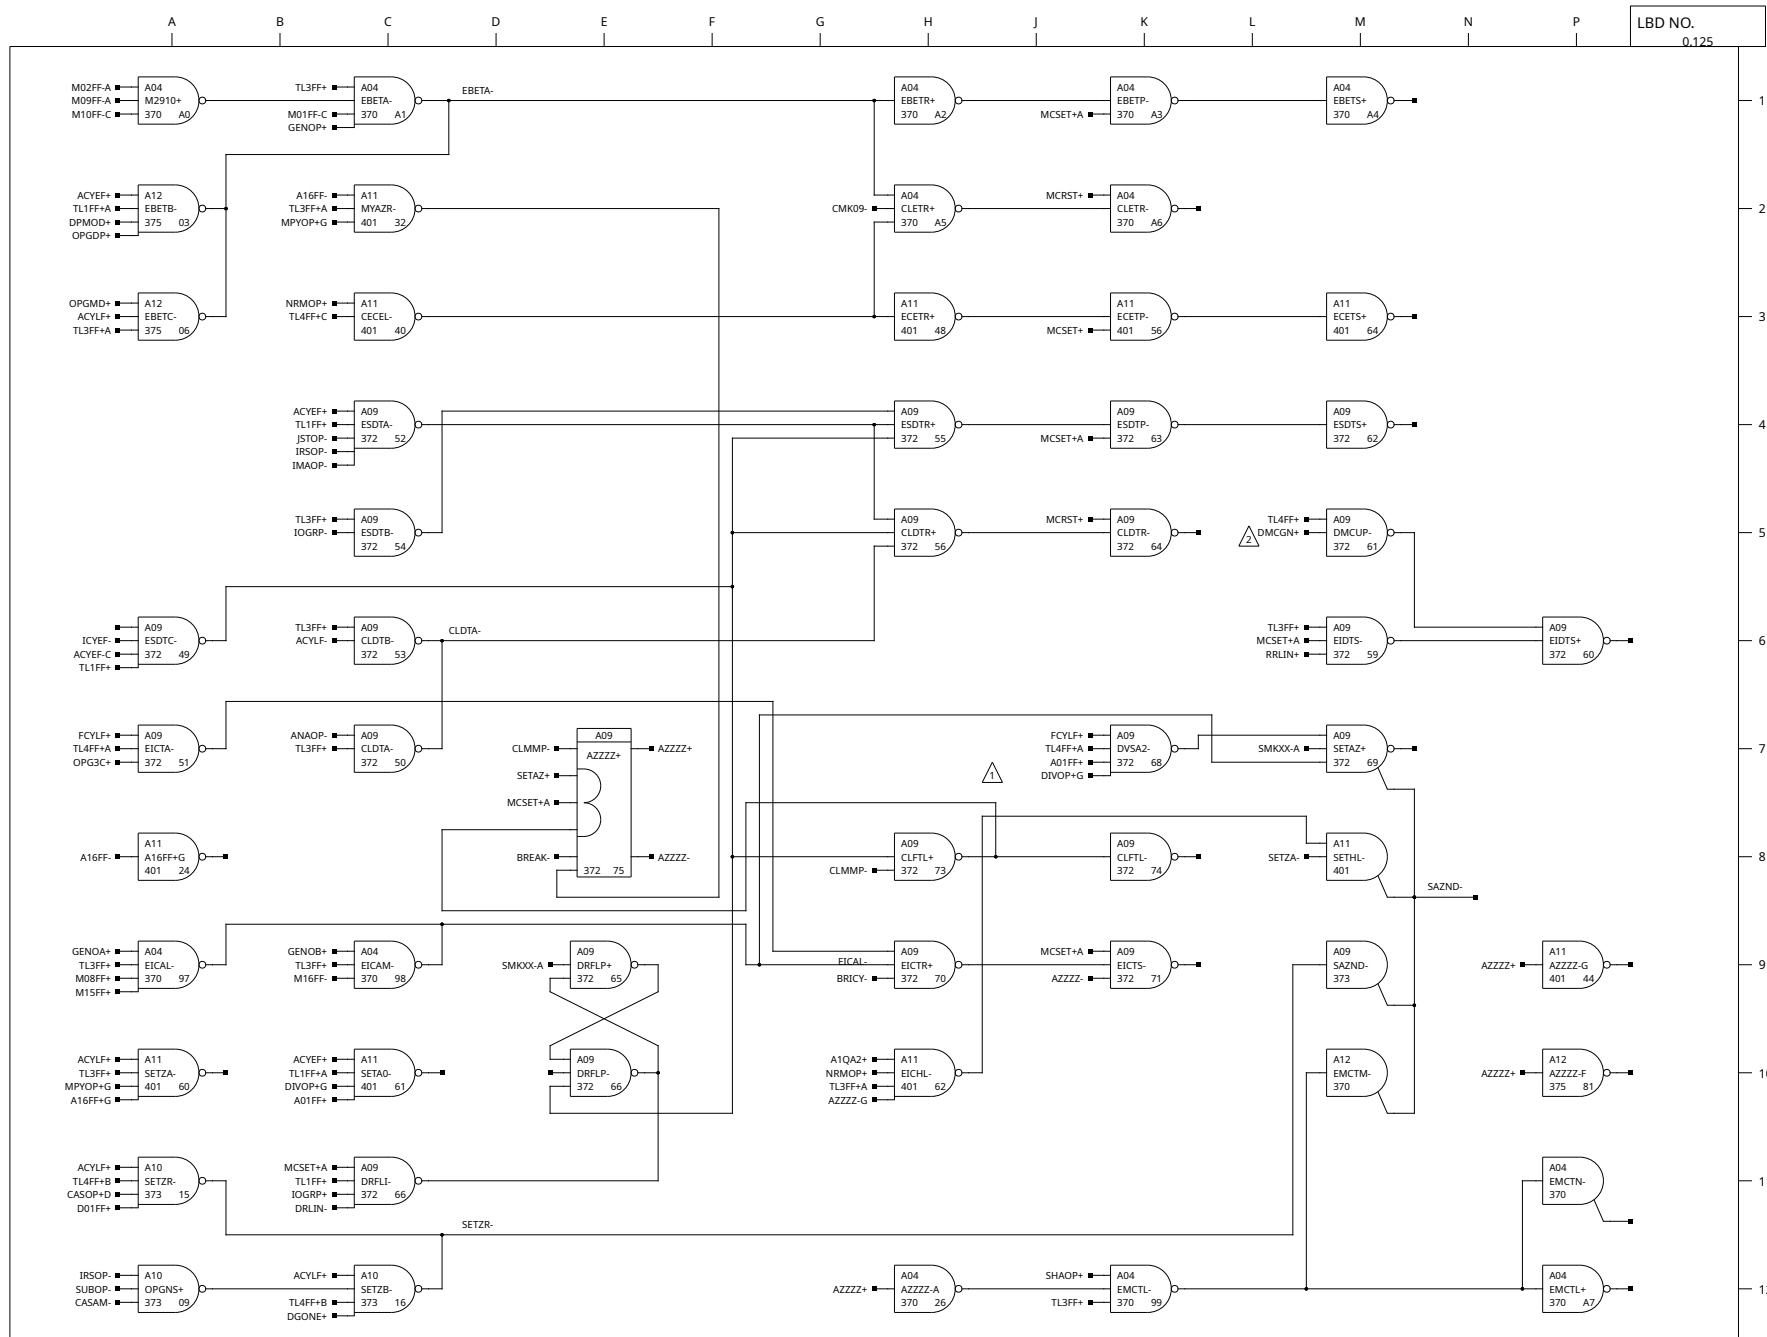 A B C D E F G H J K L M N P
LBD NO.
0.125
M02FF-A
M09FF-A
M10FF-C
A04
M2910+
370 A0
TL3FF+
M01FF-C
GENOP+
A04
EBETA-
370 A1
EBETA-
A04
EBETR+
370 A2
MCSET+A
A04
EBETP-
370 A3
A04
EBETS+
370 A4
1
ACYEF+
TL1FF+A
DPMOD+
OPGDP+
A12
EBETB-
375 03
A16FF-
TL3FF+A
MPYOP+G
A11
MYAZR-
401 32
CMK09-
A04
CLETR+
370 A5
MCRST+
A04
CLETR-
370 A6
2
OPGMD+
ACYLF+
TL3FF+A
A12
EBETC-
375 06
NRMOP+
TL4FF+C
A11
CECEL-
401 40
A11
ECETR+
401 48
MCSET+
A11
ECETP-
401 56
A11
ECETS+
401 64
3
ACYEF+
TL1FF+
JSTOP-
IRSOP-
IMAOP-
A09
ESDTA-
372 52
A09
ESDTR+
372 55
MCSET+A
A09
ESDTP-
372 63
A09
ESDTS+
372 62
4
TL3FF+
IOGRP-
A09
ESDTB-
372 54
A09
CLDTR+
372 56
MCRST+
A09
CLDTR-
372 64
2
TL4FF+
DMCGN+
A09
DMCUP-
372 61
5
ICYEF-
ACYEF-C
TL1FF+
A09
ESDTC-
372 49
TL3FF+
ACYLF-
A09
CLDTB-
372 53
CLDTA-
TL3FF+
MCSET+A
RRLIN+
A09
EIDTS-
372 59
A09
EIDTS+
372 60
6
FCYLF+
TL4FF+A
OPG3C+
A09
EICTA-
372 51
ANAOP-
TL3FF+
A09
CLDTA-
372 50
CLMMP-
SETAZ+
MCSET+A
BREAK-
A09
AZZZZ+
372 75
AZZZZ+
AZZZZ-
1
FCYLF+
TL4FF+A
A01FF+
DIVOP+G
A09
DVSA2-
372 68
SMKXX-A
A09
SETAZ+
372 69
7
A16FF-
A11
A16FF+G
401 24
CLMMP-
A09
CLFTL+
372 73
A09
CLFTL-
372 74
SETZA-
A11
SETHL-
401
SAZND-
8
GENOA+
TL3FF+
M08FF+
M15FF+
A04
EICAL-
370 97
GENOB+
TL3FF+
M16FF-
A04
EICAM-
370 98
SMKXX-A
A09
DRFLP+
372 65
EICAL-
BRICY-
A09
EICTR+
372 70
MCSET+A
AZZZZ-
A09
EICTS-
372 71
A09
SAZND-
373
AZZZZ+
A11
AZZZZ-G
401 44
9
ACYLF+
TL3FF+
MPYOP+G
A16FF+G
A11
SETZA-
401 60
ACYEF+
TL1FF+A
DIVOP+G
A01FF+
A11
SETA0-
401 61
A09
DRFLP-
372 66
A1QA2+
NRMOP+
TL3FF+A
AZZZZ-G
A11
EICHL-
401 62
A12
EMCTM-
370
AZZZZ+
A12
AZZZZ-F
375 81
10
ACYLF+
TL4FF+B
CASOP+D
D01FF+
A10
SETZR-
373 15
MCSET+A
TL1FF+
IOGRP+
DRLIN-
A09
DRFLI-
372 66
SETZR-
A04
EMCTN-
370
IRSOP-
SUBOP-
CASAM-
A10
OPGNS+
373 09
ACYLF+
TL4FF+B
DGONE+
A10
SETZB-
373 16
AZZZZ+
A04
AZZZZ-A
370 26
SHAOP+
TL3FF+
A04
EMCTL-
370 99
A04
EMCTL+
370 A7